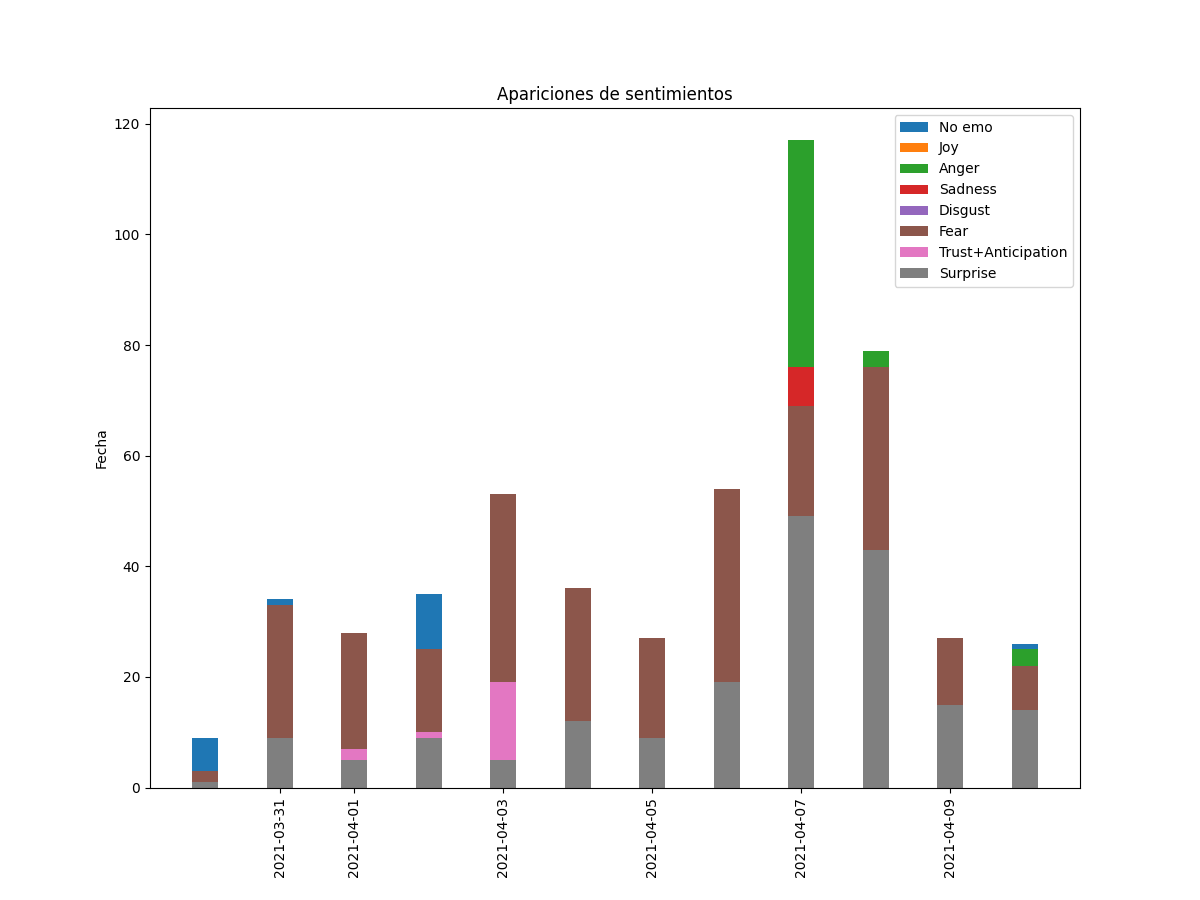 Apariciones de sentimientos
120
100
80
60
40
20
0
Fecha
No emo
Joy
Anger
Sadness
Disgust
Fear
Trust+Anticipation
Surprise
2021-03-31
2021-04-01
2021-04-03
2021-04-05
2021-04-07
2021-04-09